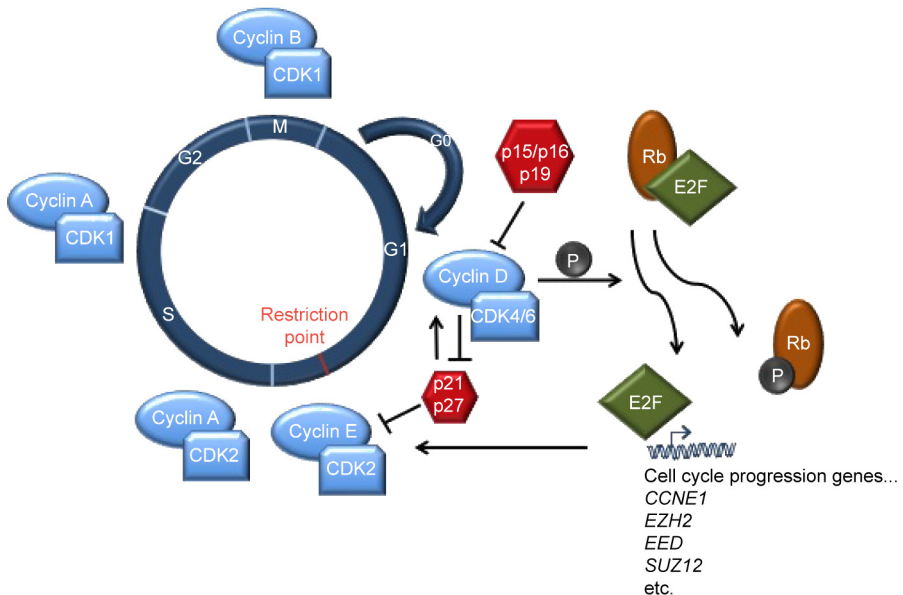 Cyclin B
CDK1
M
G0
G2
p15/p16
p19
Rb
E2F
Cyclin A
CDK1
G1
Cyclin D
CDK4/6
P
S
Restriction
point
Rb
P
p21
p27
E2F
Cyclin A
CDK2
Cyclin E
CDK2
Cell cycle progression genes...
CCNE1
EZH2
EED
SUZ12
etc.